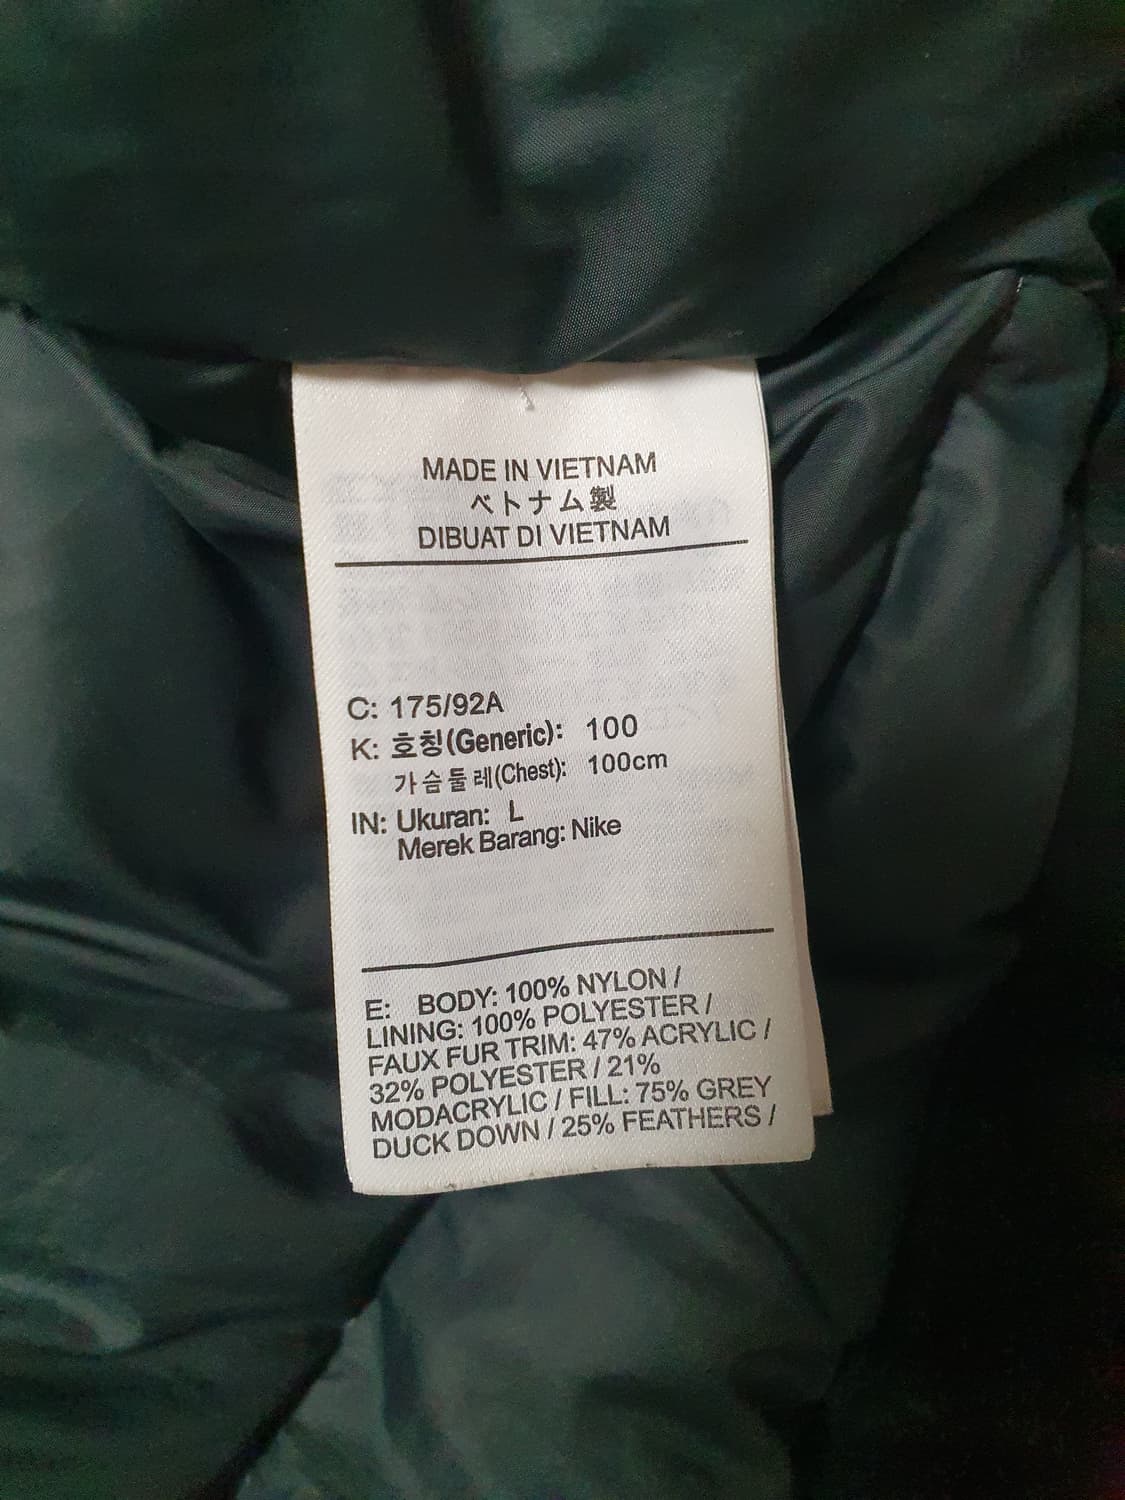 MADE IN VIETNAM
ベトナム製
DIBUAT DI VIETNAM
C: 175/92A
K: 호칭(Generic): 100
가슴둘레(Chest): 100cm
IN: Ukuran: L
Merek Barang: Nike
E: BODY: 100% NYLON /
LINING: 100% POLYESTER /
FAUX FUR TRIM: 47% ACRYLIC /
32% POLYESTER / 21%
MODACRYLIC / FILL: 75% GREY
DUCK DOWN / 25% FEATHERS /